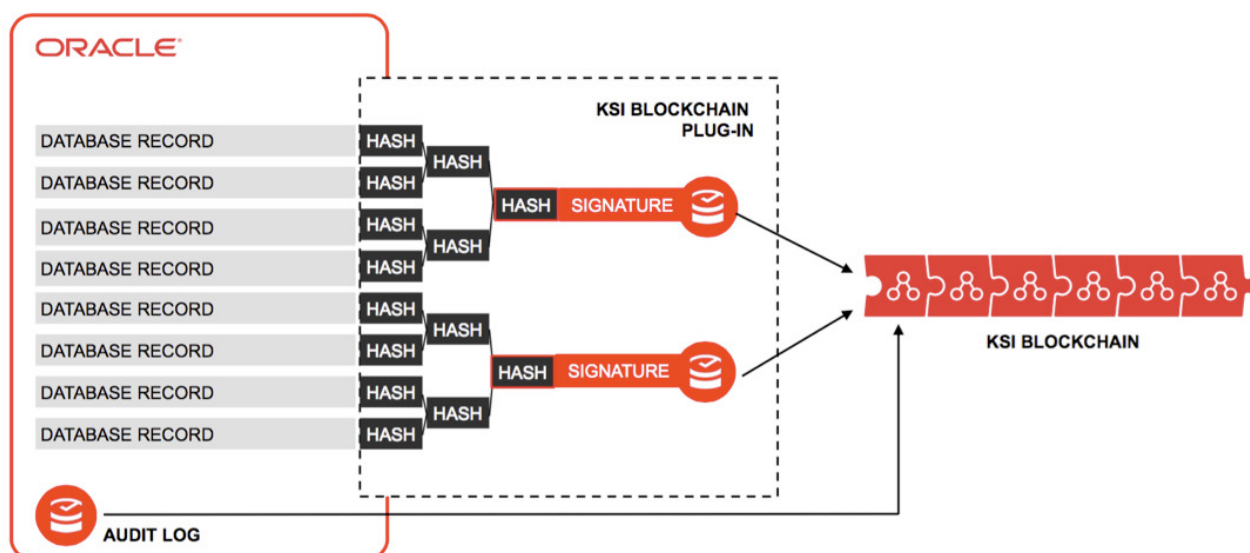 ORACLE®
KSI BLOCKCHAIN
PLUG-IN
DATABASE RECORD
DATABASE RECORD
DATABASE RECORD
DATABASE RECORD
DATABASE RECORD
DATABASE RECORD
DATABASE RECORD
DATABASE RECORD
HASH
HASH
HASH
HASH
HASH
HASH
HASH
HASH
HASH
HASH
HASH
HASH
HASH SIGNATURE
HASH SIGNATURE
KSI BLOCKCHAIN
AUDIT LOG